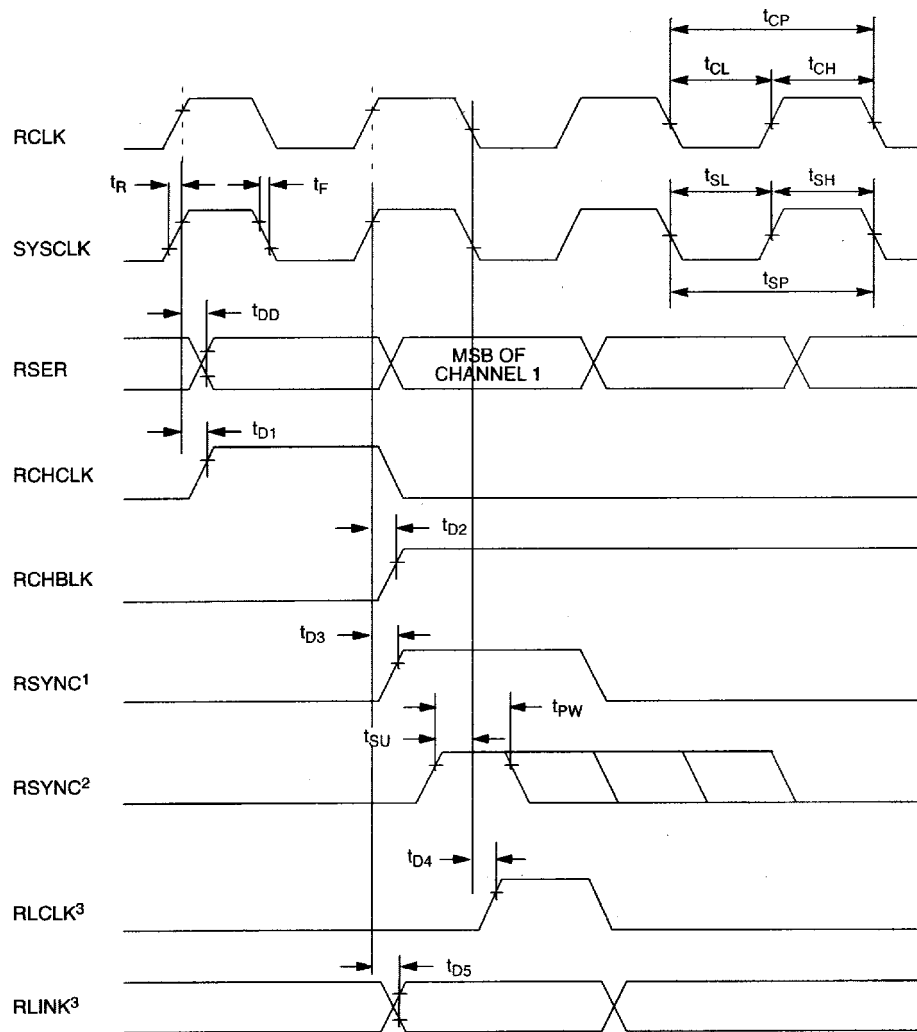 tCP
tCL tCH
RCLK
tR tF tSL tSH
SYSCLK
tSP
tDD
RSER
MSB OF
CHANNEL 1
tD1
RCHCLK
tD2
RCHBLK
tD3
RSYNC1
tPW
tSU
RSYNC2
tD4
RLCLK3
tD5
RLINK3